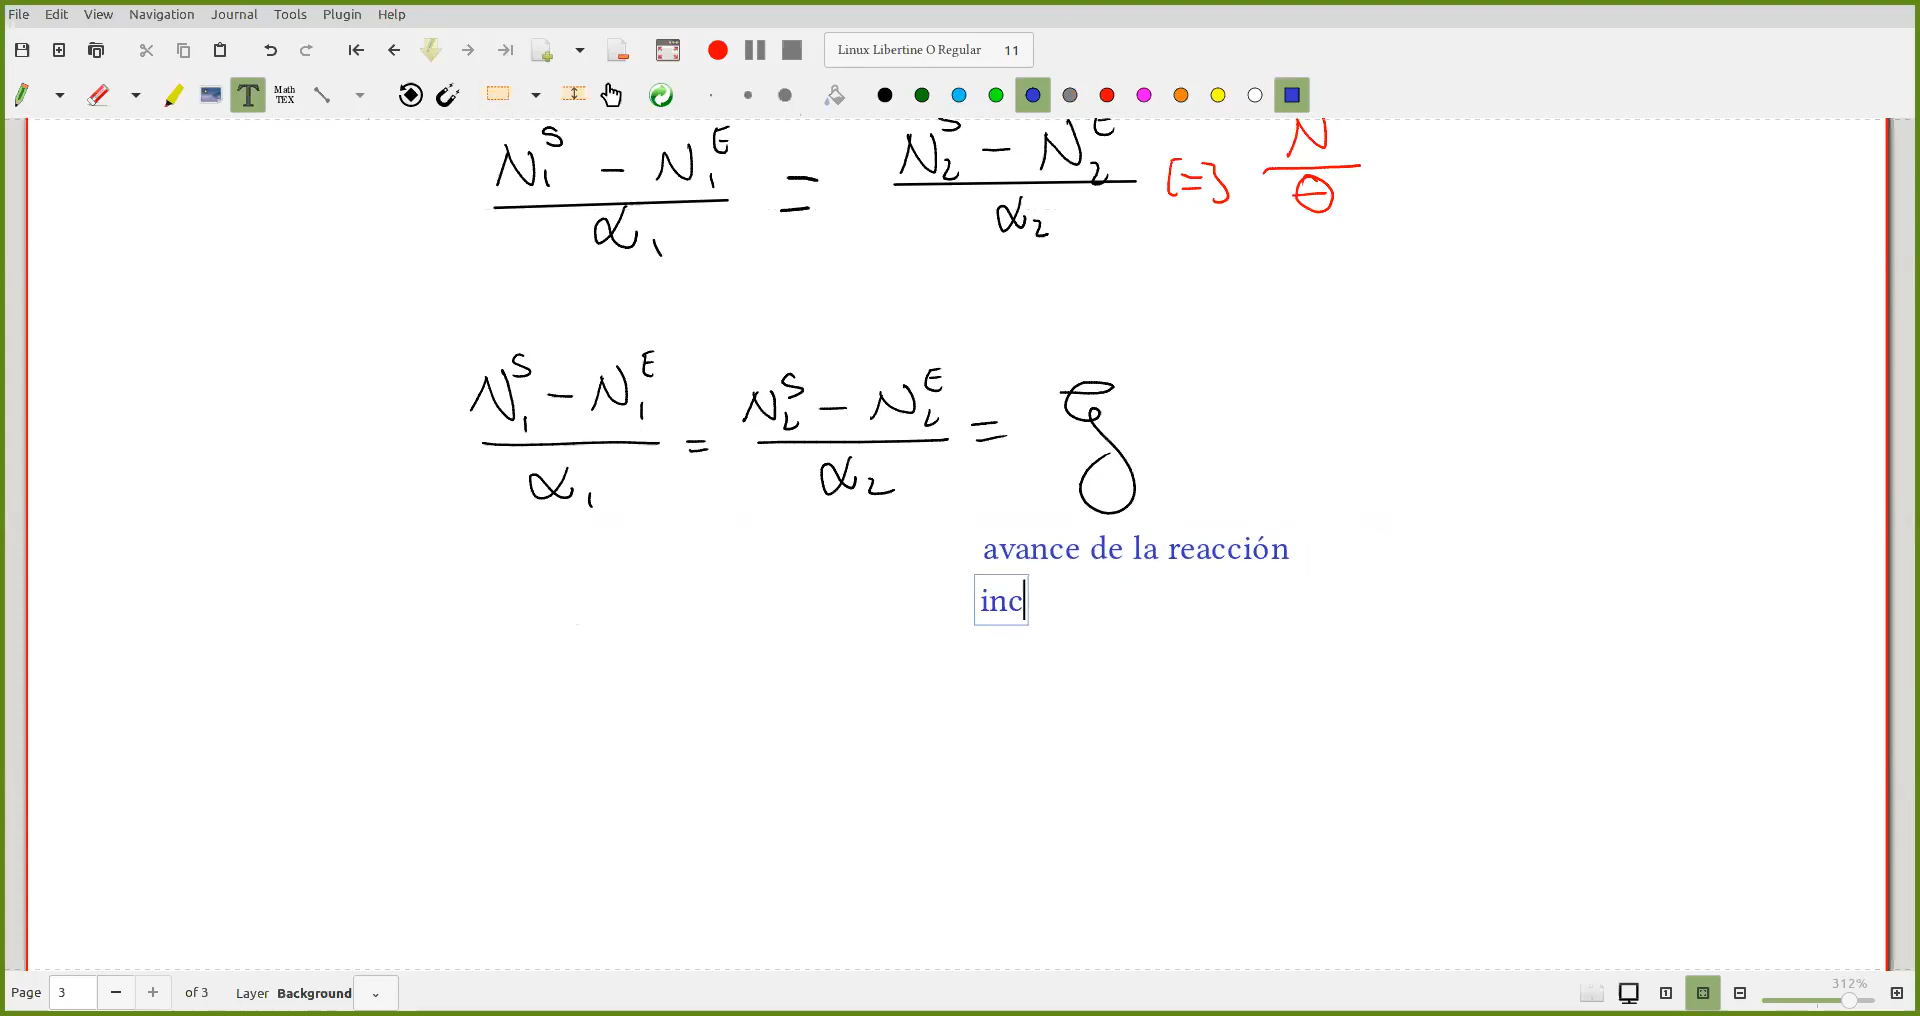 File Edit View Navigation Journal Tools Plugin Help
Linux Libertine O Regular 11
Math
TEX
N₁ˢ − N₁ᴱ / α₁ = N₂ˢ − N₂ᴱ / α₂ [=] N / Θ
N₁ˢ − N₁ᴱ / α₁ = N₂ˢ − N₂ᴱ / α₂ = ξ
avance de la reacción
inc
Page 3 of 3 Layer Background 312%